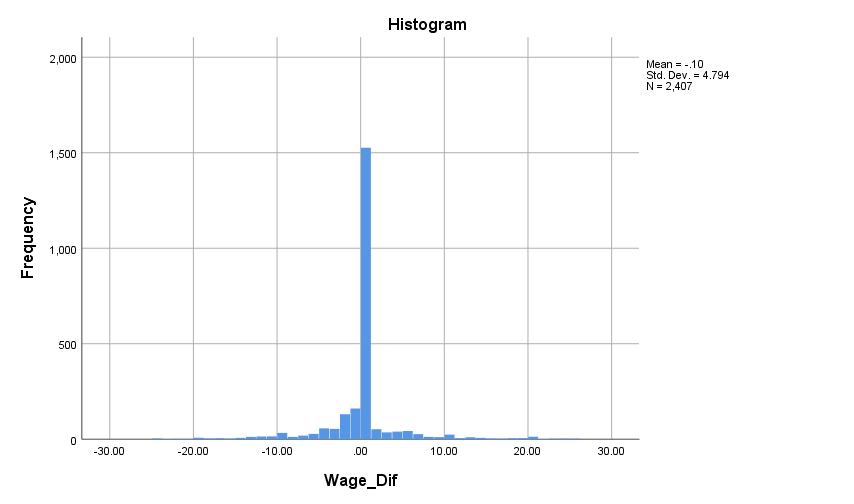 Histogram
2,000
1,500
1,000
500
0
Frequency
-30.00
-20.00
-10.00
.00
10.00
20.00
30.00
Wage_Dif
Mean = -.10
Std. Dev. = 4.794
N = 2,407